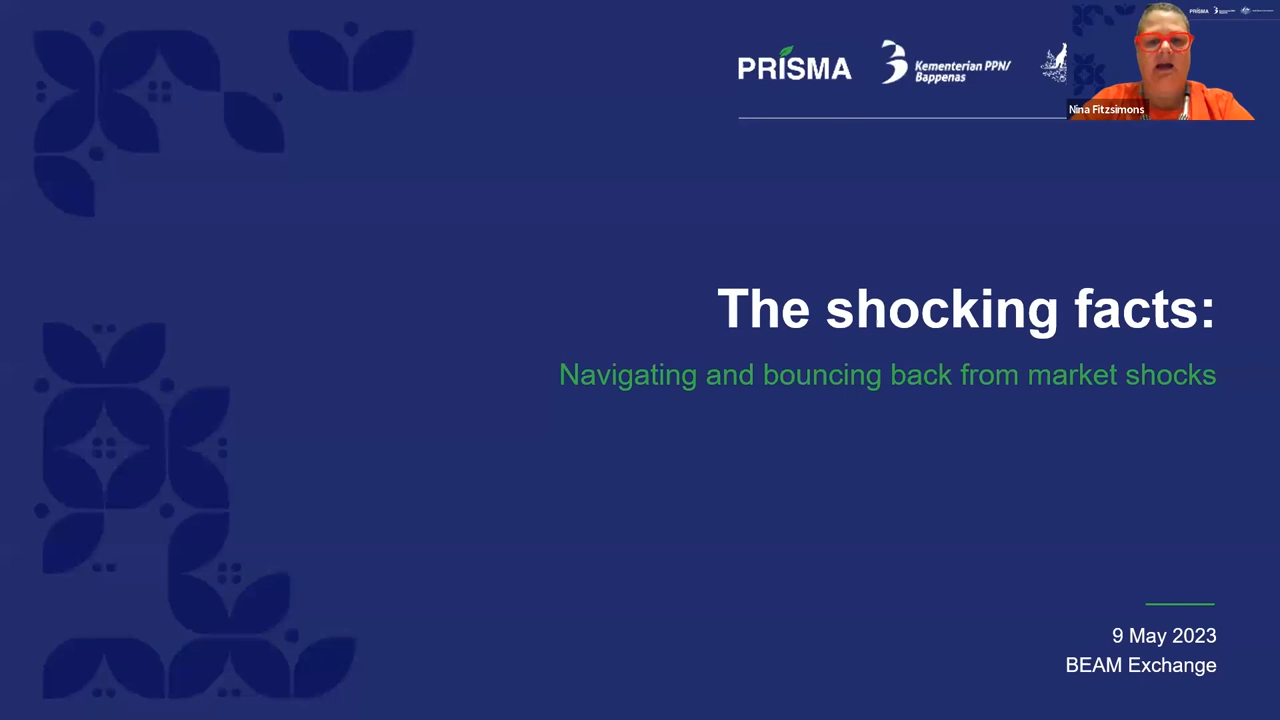 PRISMA
Kementerian PPN/
Bappenas
PRISMA
Nina Fitzsimons
The shocking facts:
Navigating and bouncing back from market shocks
9 May 2023
BEAM Exchange